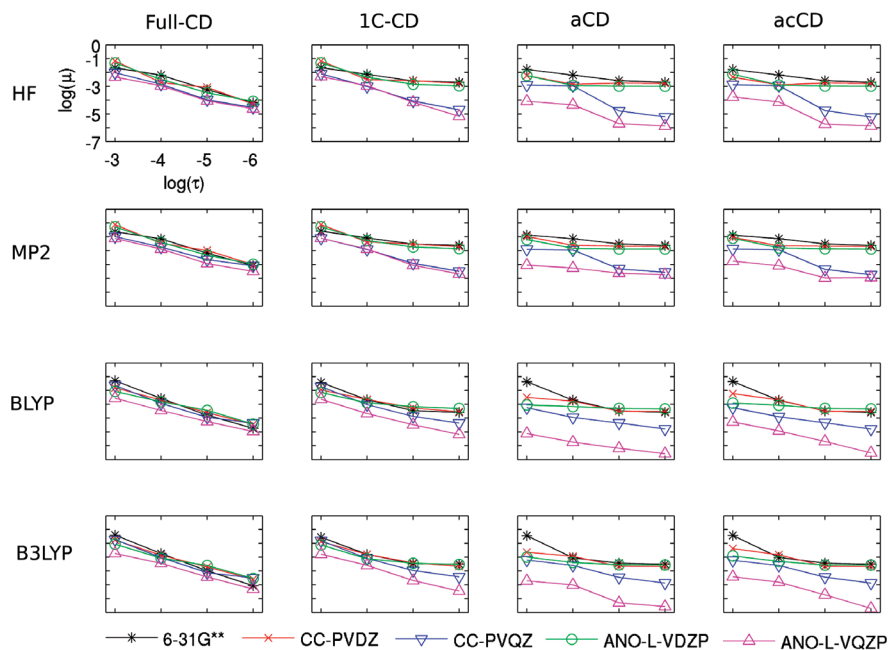 Full-CD 1C-CD aCD acCD
HF
log(μ)
0
-1
-3
-5
-7
-3 -4 -5 -6
log(τ)
MP2
BLYP
B3LYP
6-31G** CC-PVDZ CC-PVQZ ANO-L-VDZP ANO-L-VQZP